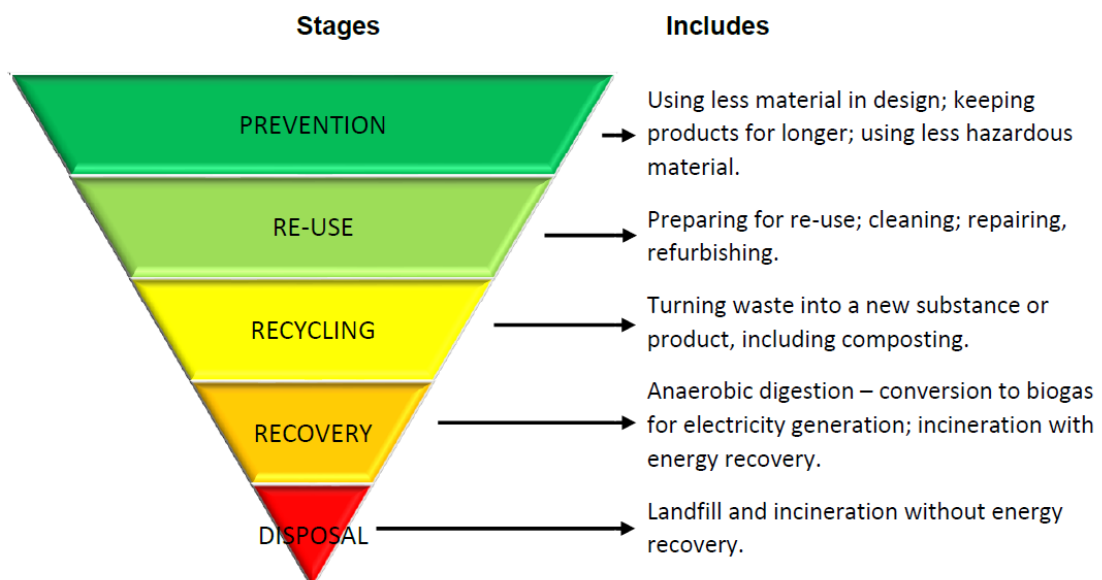 Stages
Includes
PREVENTION
Using less material in design; keeping
products for longer; using less hazardous
material.
RE-USE
Preparing for re-use; cleaning; repairing,
refurbishing.
RECYCLING
Turning waste into a new substance or
product, including composting.
RECOVERY
Anaerobic digestion – conversion to biogas
for electricity generation; incineration with
energy recovery.
DISPOSAL
Landfill and incineration without energy
recovery.